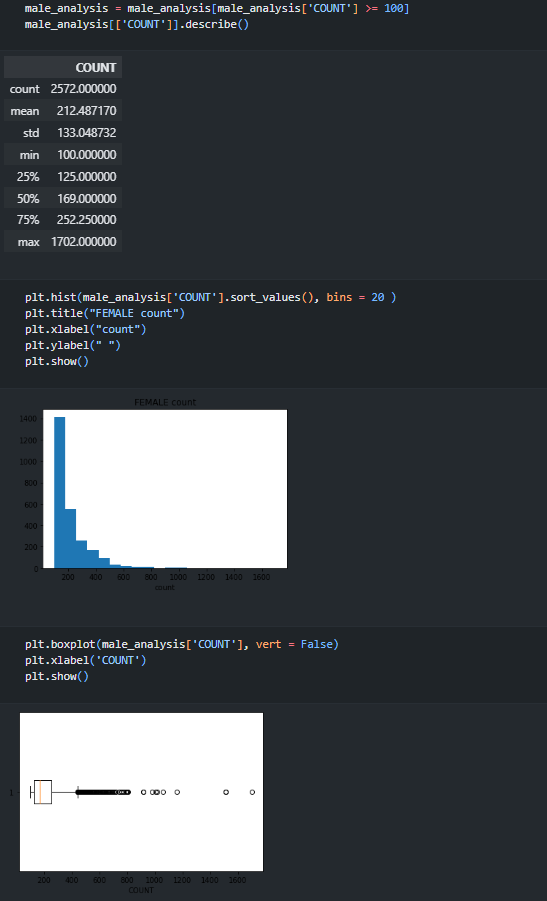 male_analysis = male_analysis[male_analysis['COUNT'] >= 100]
male_analysis[['COUNT']].describe()
COUNT
count 2572.000000
mean 212.487170
std 133.048732
min 100.000000
25% 125.000000
50% 169.000000
75% 252.250000
max 1702.000000
plt.hist(male_analysis['COUNT'].sort_values(), bins = 20 )
plt.title("FEMALE count")
plt.xlabel("count")
plt.ylabel(" ")
plt.show()
FEMALE count
1400
1200
1000
800
600
400
200
0
200 400 600 800 1000 1200 1400 1600
count
plt.boxplot(male_analysis['COUNT'], vert = False)
plt.xlabel('COUNT')
plt.show()
1
200 400 600 800 1000 1200 1400 1600
COUNT